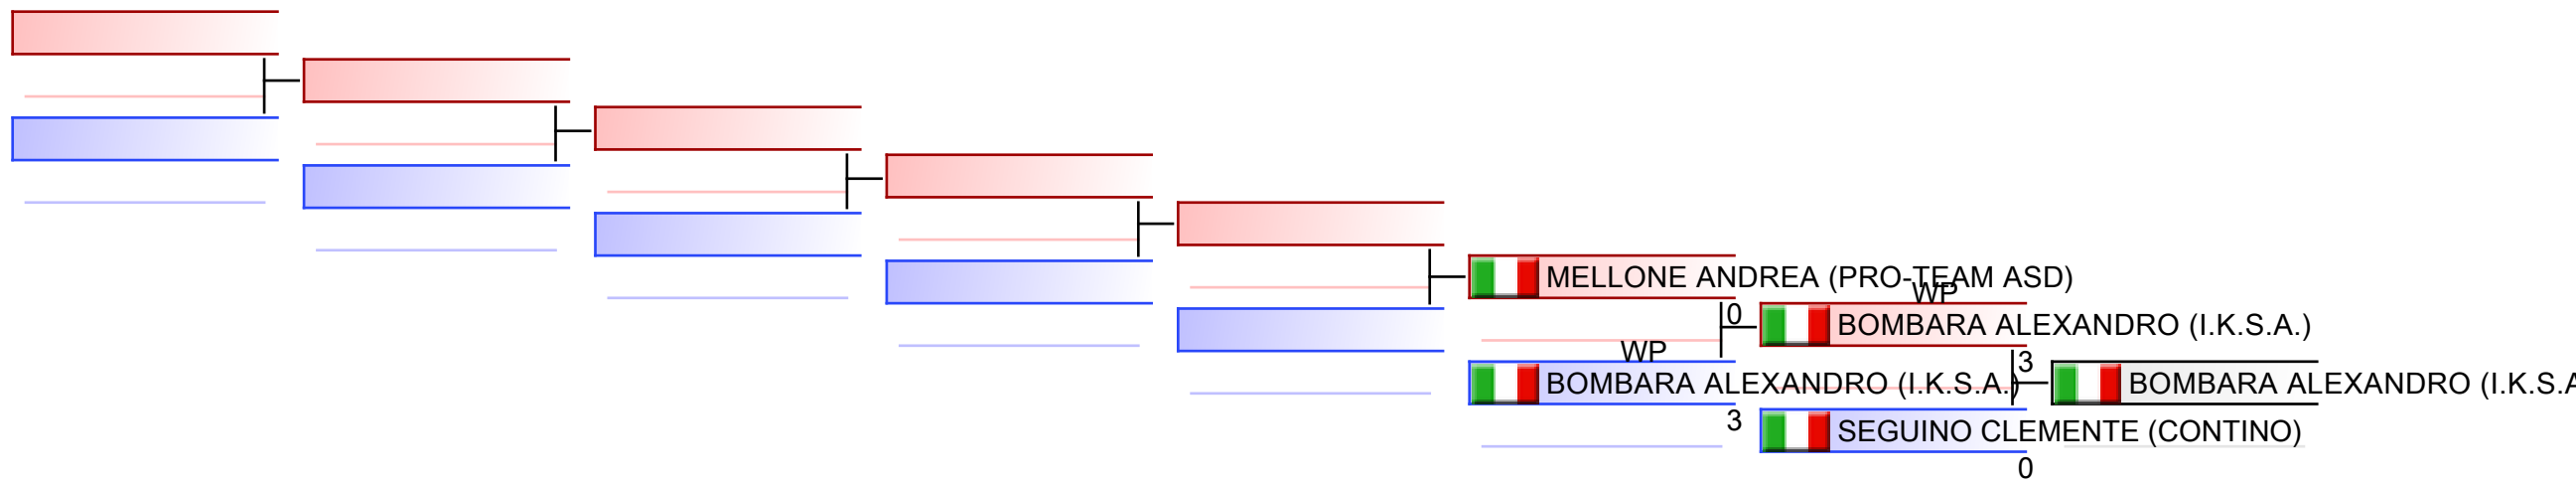 MELLONE ANDREA (PRO-TEAM ASD)
WP
0
BOMBARA ALEXANDRO (I.K.S.A.)
WP
3
BOMBARA ALEXANDRO (I.K.S.A.)
BOMBARA ALEXANDRO (I.K.S.A
3
SEGUINO CLEMENTE (CONTINO)
0